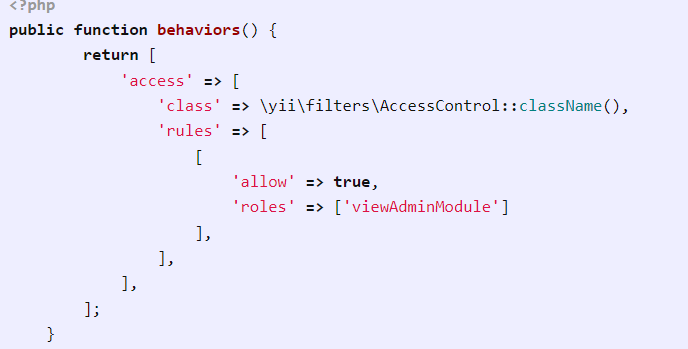 <?php
public function behaviors() {
        return [
            'access' => [
                'class' => \yii\filters\AccessControl::className(),
                'rules' => [
                    [
                        'allow' => true,
                        'roles' => ['viewAdminModule']
                    ],
                ],
            ],
        ];
    }